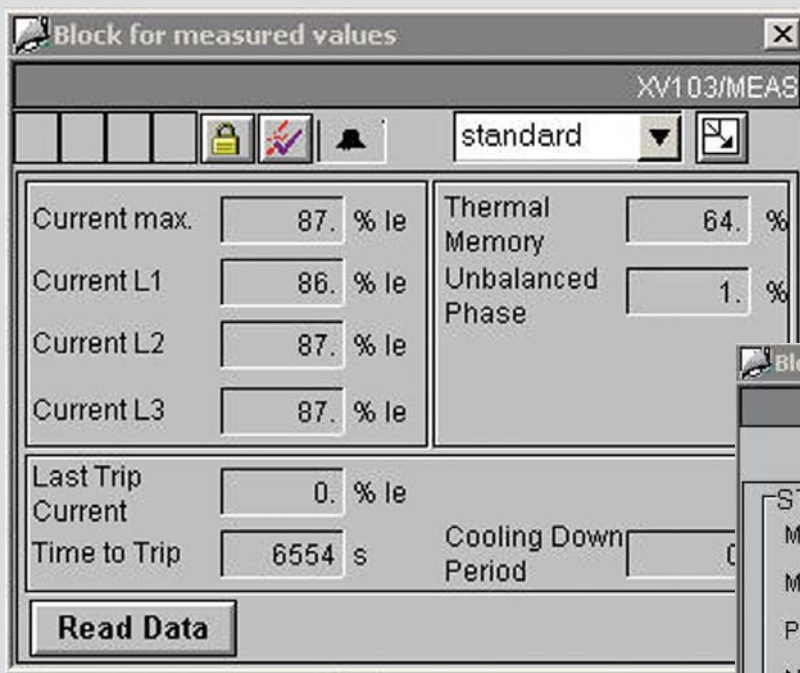 Block for measured values
XV103/MEAS
standard
Current max. 87. % Ie
Current L1 86. % Ie
Current L2 87. % Ie
Current L3 87. % Ie
Thermal
Memory 64. %
Unbalanced
Phase 1. %
Last Trip
Current 0. % Ie
Time to Trip 6554 s
Cooling Down
Period
Read Data